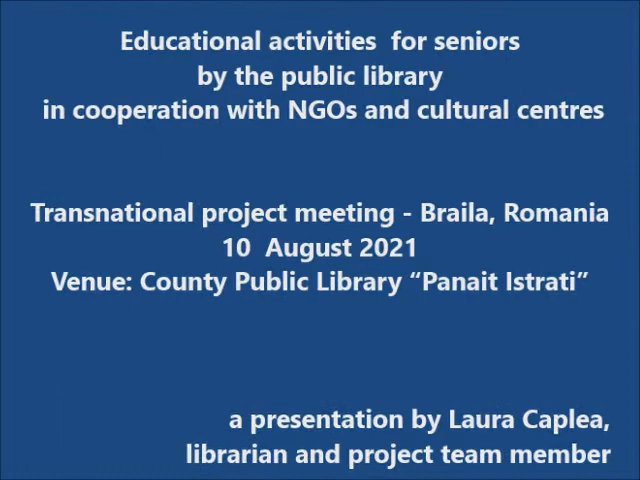 Educational activities  for seniors
by the public library
in cooperation with NGOs and cultural centres
Transnational project meeting - Braila, Romania
10  August 2021
Venue: County Public Library “Panait Istrati”
a presentation by Laura Caplea,
librarian and project team member